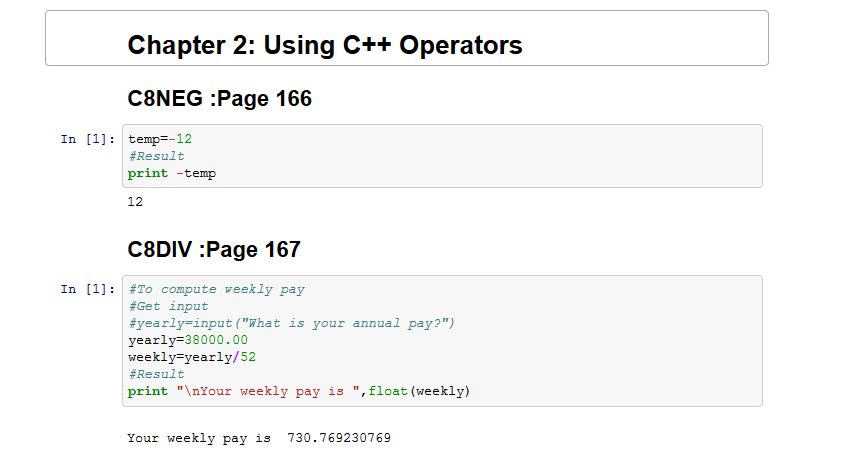 Chapter 2: Using C++ Operators
C8NEG :Page 166
In [1]: temp=-12
#Result
print -temp
12
C8DIV :Page 167
In [1]: #To compute weekly pay
#Get input
#yearly=input("What is your annual pay?")
yearly=38000.00
weekly=yearly/52
#Result
print "\nYour weekly pay is ",float(weekly)
Your weekly pay is  730.769230769